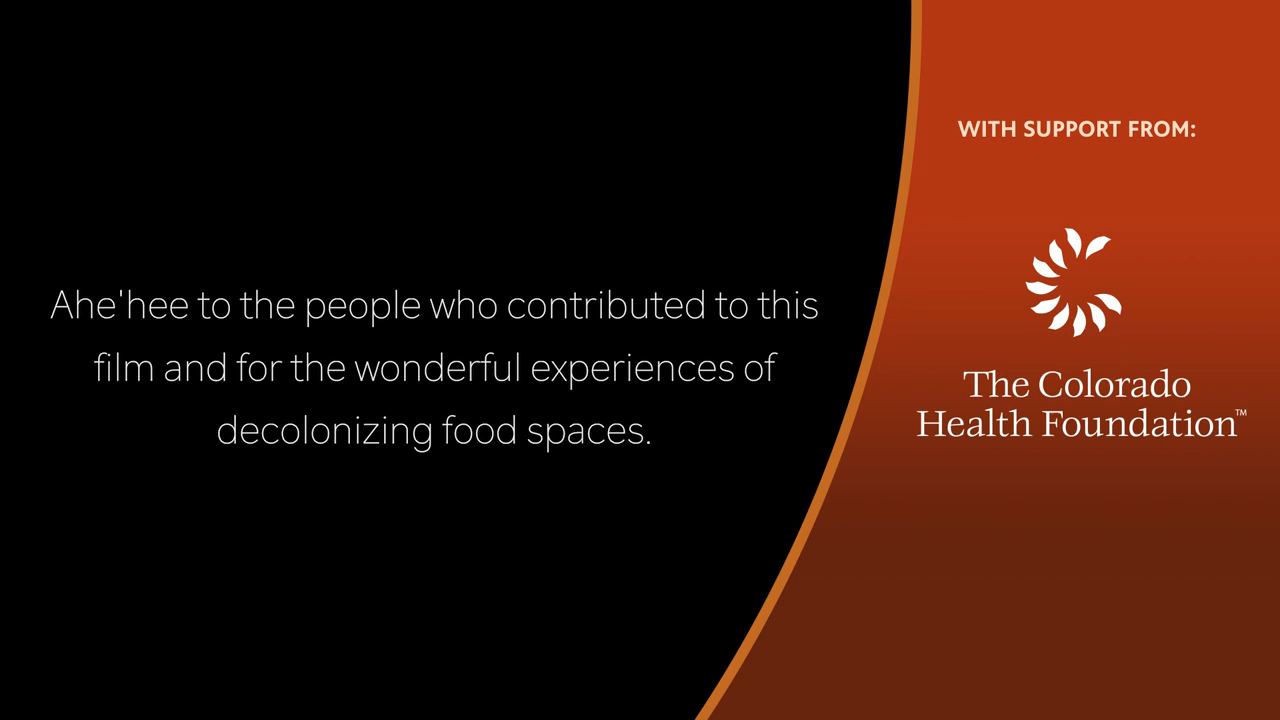 Ahe'hee to the people who contributed to this
film and for the wonderful experiences of
decolonizing food spaces.
WITH SUPPORT FROM:
The Colorado
Health Foundation™